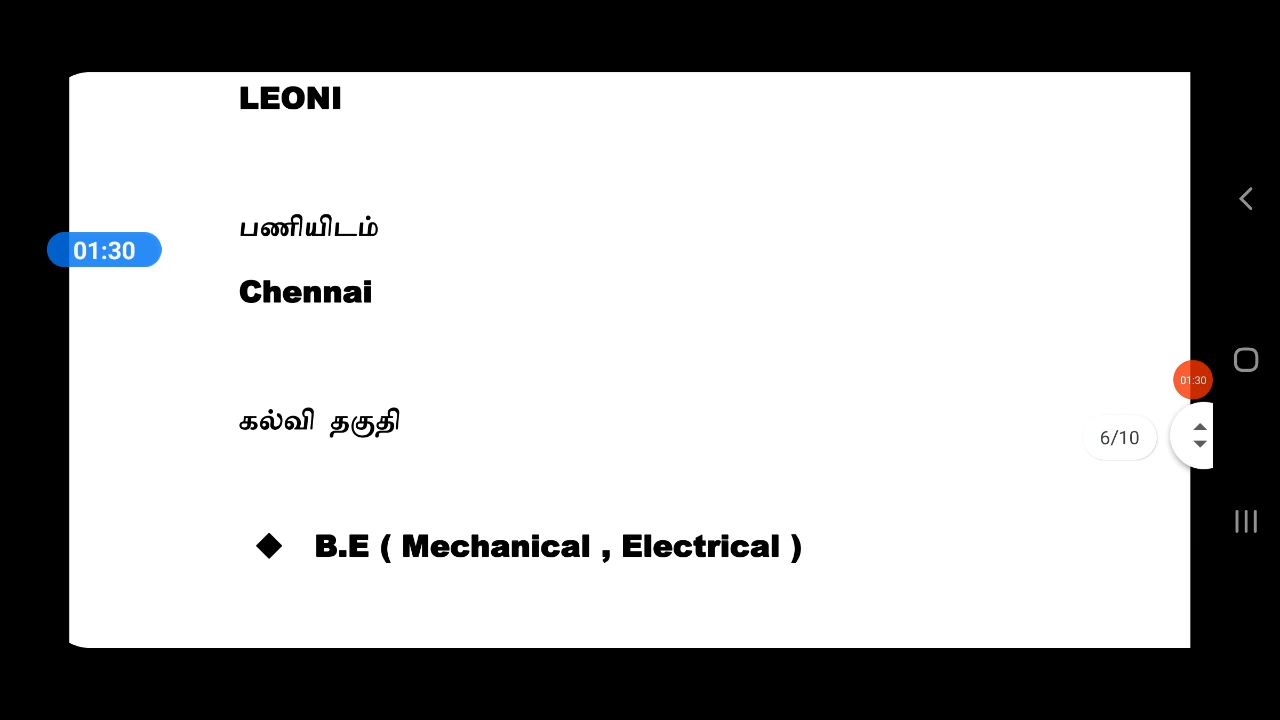 LEONI
பணியிடம்
01:30
Chennai
01:30
கல்வி தகுதி
6/10
◆ B.E ( Mechanical , Electrical )